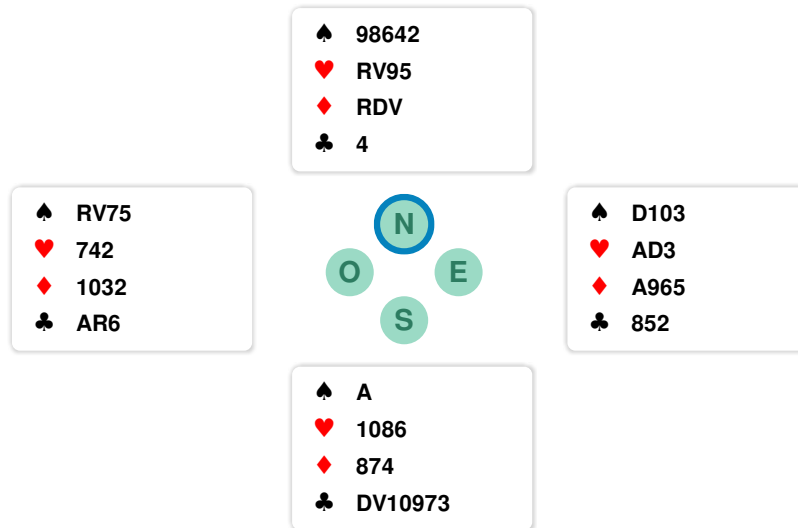 ♠ 98642
♥ RV95
♦ RDV
♣ 4
♠ RV75
♥ 742
♦ 1032
♣ AR6
N
O
E
S
♠ D103
♥ AD3
♦ A965
♣ 852
♠ A
♥ 1086
♦ 874
♣ DV10973